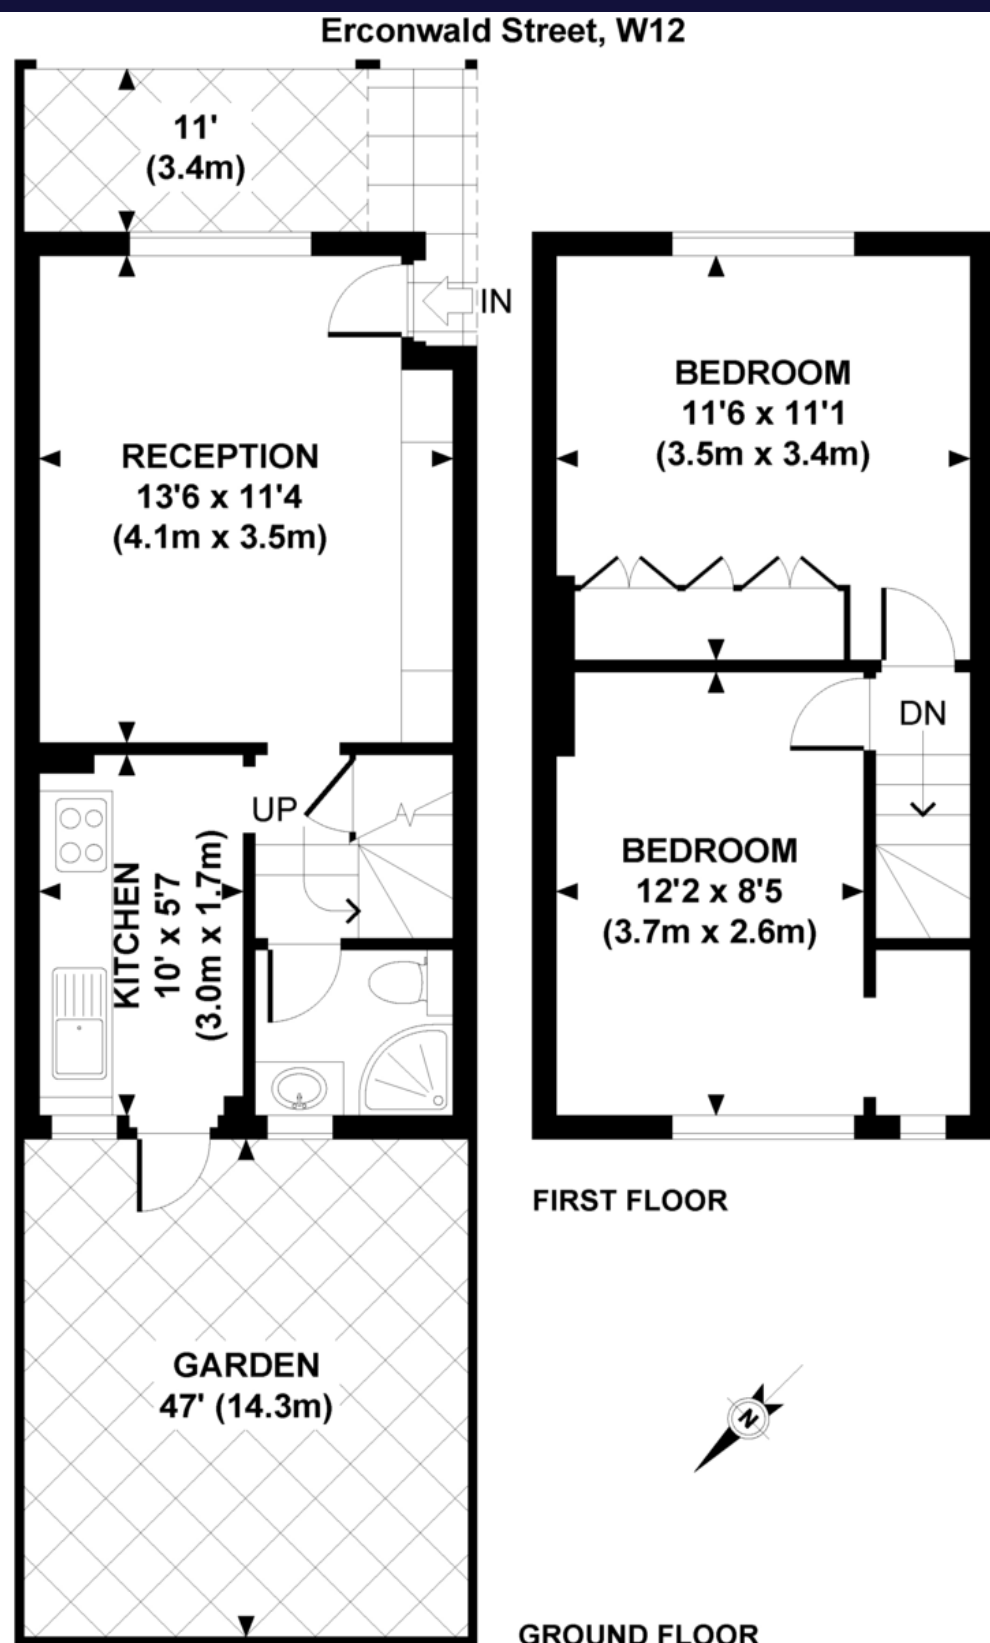 Erconwald Street, W12
11'
(3.4m)
IN
RECEPTION
13'6 x 11'4
(4.1m x 3.5m)
BEDROOM
11'6 x 11'1
(3.5m x 3.4m)
UP
DN
KITCHEN
10' x 5'7
(3.0m x 1.7m)
BEDROOM
12'2 x 8'5
(3.7m x 2.6m)
FIRST FLOOR
GARDEN
47' (14.3m)
N
GROUND FLOOR